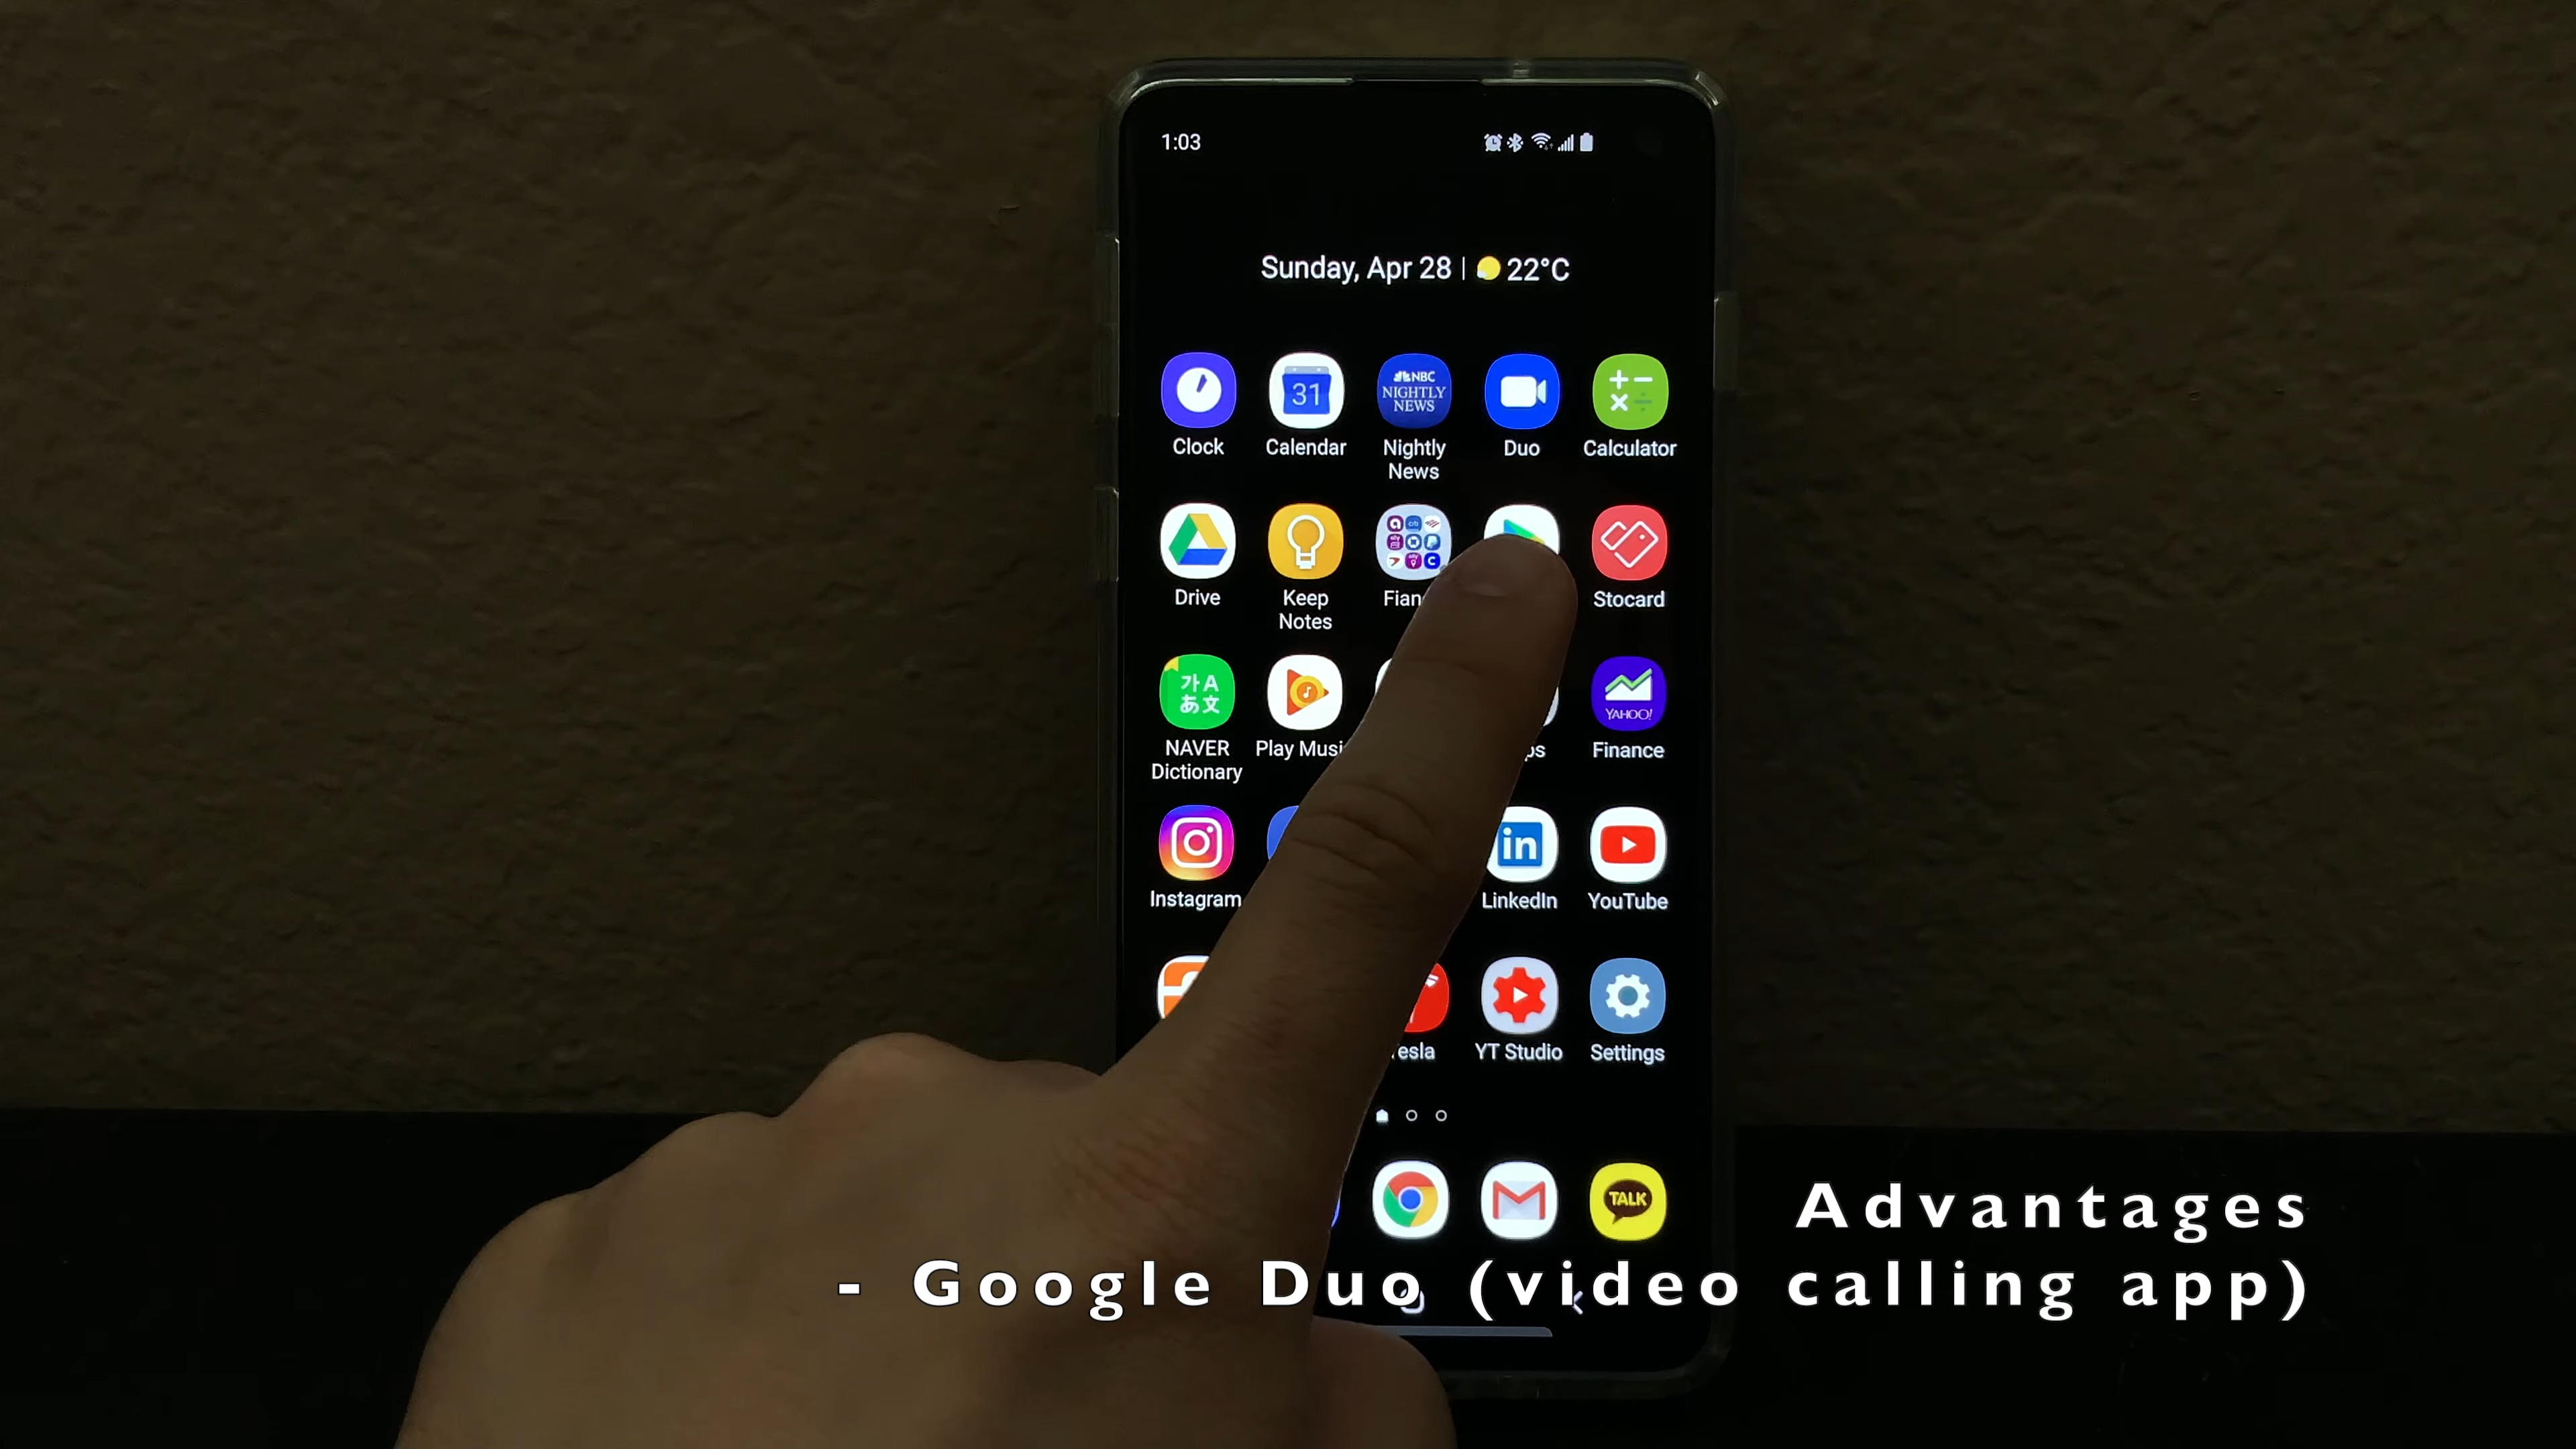 1:03
Sunday, Apr 28 | 22°C
31
NBC
NIGHTLY
NEWS
Clock Calendar Nightly News Duo Calculator
Drive Keep Notes Stocard
가 A
あ 文
YAHOO!
NAVER Dictionary Play Finance
in
Instagram LinkedIn YouTube
YT Studio Settings
TALK
Advantages
- Google Duo (video calling app)